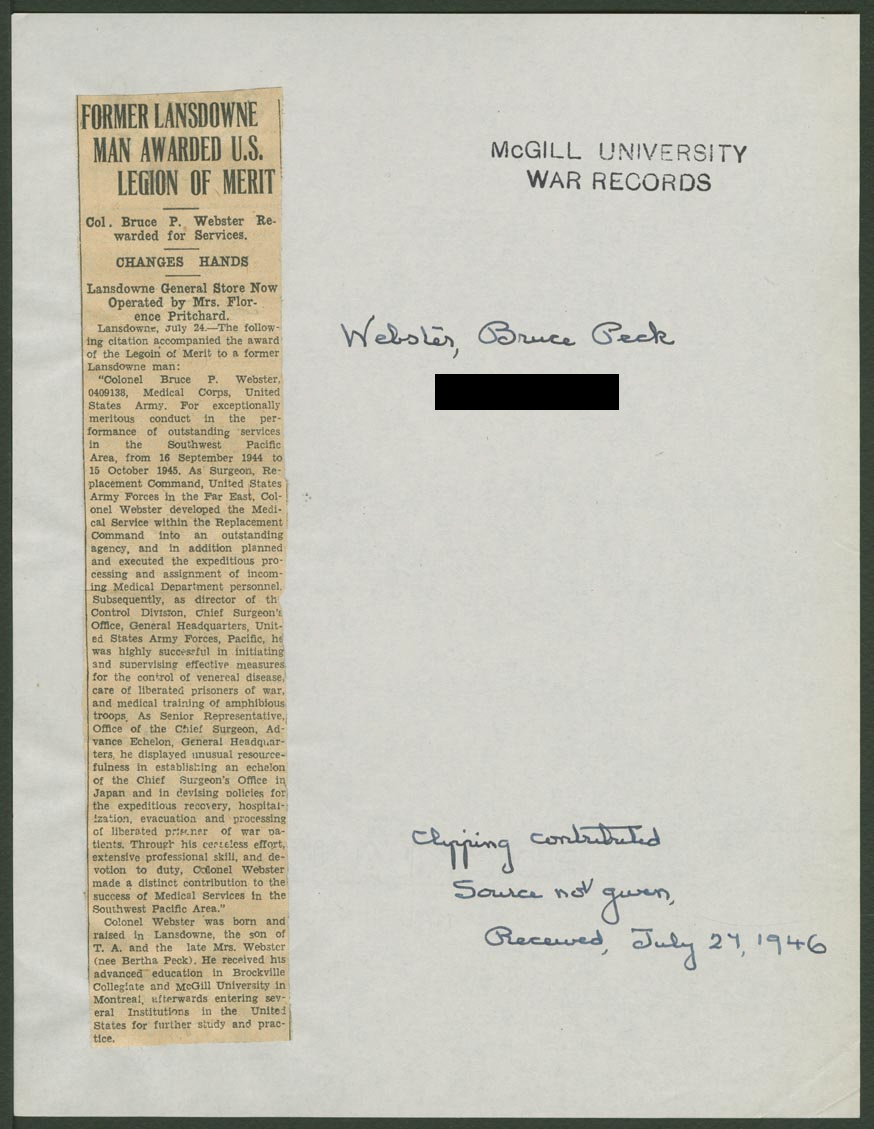 FORMER LANSDOWNE
MAN AWARDED U.S.
LEGION OF MERIT
Col. Bruce P. Webster Re-
warded for Services.
CHANGES HANDS
Lansdowne General Store Now
Operated by Mrs. Flor-
ence Pritchard.
Lansdowne, July 24.—The follow-
ing citation accompanied the award
of the Legoin of Merit to a former
Lansdowne man:
"Colonel Bruce P. Webster,
0409138, Medical Corps, United
States Army. For exceptionally
meritous conduct in the per-
formance of outstanding services
in the Southwest Pacific
Area, from 16 September 1944 to
15 October 1945. As Surgeon, Re-
placement Command, United States
Army Forces in the Far East, Col-
onel Webster developed the Medi-
cal Service within the Replacement
Command into an outstanding
agency, and in addition planned
and executed the expeditious pro-
cessing and assignment of incom-
ing Medical Department personnel.
Subsequently, as director of th
Control Division, Chief Surgeon's
Office, General Headquarters, Unit-
ed States Army Forces, Pacific, he
was highly successful in initiating
and supervising effective measures
for the control of venereal disease,
care of liberated prisoners of war,
and medical training of amphibious
troops. As Senior Representative,
Office of the Chief Surgeon, Ad-
vance Echelon, General Headquar-
ters, he displayed unusual resource-
fulness in establishing an echelon
of the Chief Surgeon's Office in
Japan and in devising policies for
the expeditious recovery, hospital-
ization, evacuation and processing
of liberated prisoner of war pa-
tients. Through his ceaseless effort,
extensive professional skill, and de-
votion to duty, Colonel Webster
made a distinct contribution to the
success of Medical Services in the
Southwest Pacific Area."
Colonel Webster was born and
raised in Lansdowne, the son of
T. A. and the late Mrs. Webster
(nee Bertha Peck). He received his
advanced education in Brockville
Collegiate and McGill University in
Montreal, afterwards entering sev-
eral Institutions in the United
States for further study and prac-
tice.
McGILL UNIVERSITY
WAR RECORDS
Webster, Bruce Peck
Clipping contributed
Source not given,
Received, July 27, 1946